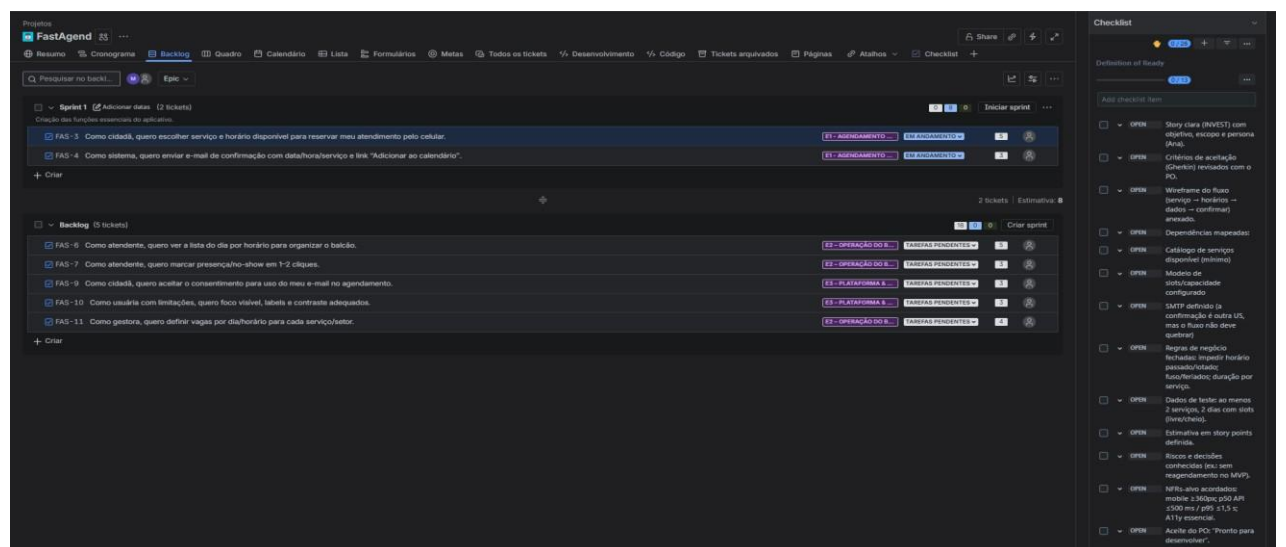 Projetos
FastAgend
Resumo Cronograma Backlog Quadro Calendário Lista Formulários Metas Todos os tickets Desenvolvimento Código Tickets arquivados Páginas Atalhos Checklist
Share
Pesquisar no backl... M Epic
Sprint 1 Adicionar datas (2 tickets) 0 8 0 Iniciar sprint
Criação das funções essenciais do aplicativo.
FAS-3 Como cidadã, quero escolher serviço e horário disponível para reservar meu atendimento pelo celular. E1 - AGENDAMENTO ... EM ANDAMENTO 5
FAS-4 Como sistema, quero enviar e-mail de confirmação com data/hora/serviço e link "Adicionar ao calendário". E1 - AGENDAMENTO ... EM ANDAMENTO 3
+ Criar
2 tickets | Estimativa: 8
Backlog (5 tickets) 18 0 0 Criar sprint
FAS-6 Como atendente, quero ver a lista do dia por horário para organizar o balcão. E2 – OPERAÇÃO DO B... TAREFAS PENDENTES 5
FAS-7 Como atendente, quero marcar presença/no-show em 1–2 cliques. E2 – OPERAÇÃO DO B... TAREFAS PENDENTES 3
FAS-9 Como cidadã, quero aceitar o consentimento para uso do meu e-mail no agendamento. E3 – PLATAFORMA & ... TAREFAS PENDENTES 3
FAS-10 Como usuária com limitações, quero foco visível, labels e contraste adequados. E3 – PLATAFORMA & ... TAREFAS PENDENTES 3
FAS-11 Como gestora, quero definir vagas por dia/horário para cada serviço/setor. E2 – OPERAÇÃO DO B... TAREFAS PENDENTES 4
+ Criar
Checklist
Definition of Ready
0/13
Add checklist item
OPEN Story clara (INVEST) com
objetivo, escopo e persona
(Ana).
OPEN Critérios de aceitação
(Gherkin) revisados com o
PO.
OPEN Wireframe do fluxo
(serviço → horários →
dados → confirmar)
anexado.
OPEN Dependências mapeadas:
OPEN Catálogo de serviços
disponível (mínimo)
OPEN Modelo de
slots/capacidade
configurado
OPEN SMTP definido (a
confirmação é outra US,
mas o fluxo não deve
quebrar)
OPEN Regras de negócio
fechadas: impedir horário
passado/lotado;
fuso/feriados; duração por
serviço.
OPEN Dados de teste: ao menos
2 serviços, 2 dias com slots
(livre/cheio).
OPEN Estimativa em story points
definida.
OPEN Riscos e decisões
conhecidas (ex.: sem
reagendamento no MVP).
OPEN NFRs-alvo acordados:
mobile ≥360px; p50 API
≤500 ms / p95 ≤1,5 s;
A11y essencial.
OPEN Aceite do PO: "Pronto para
desenvolver".